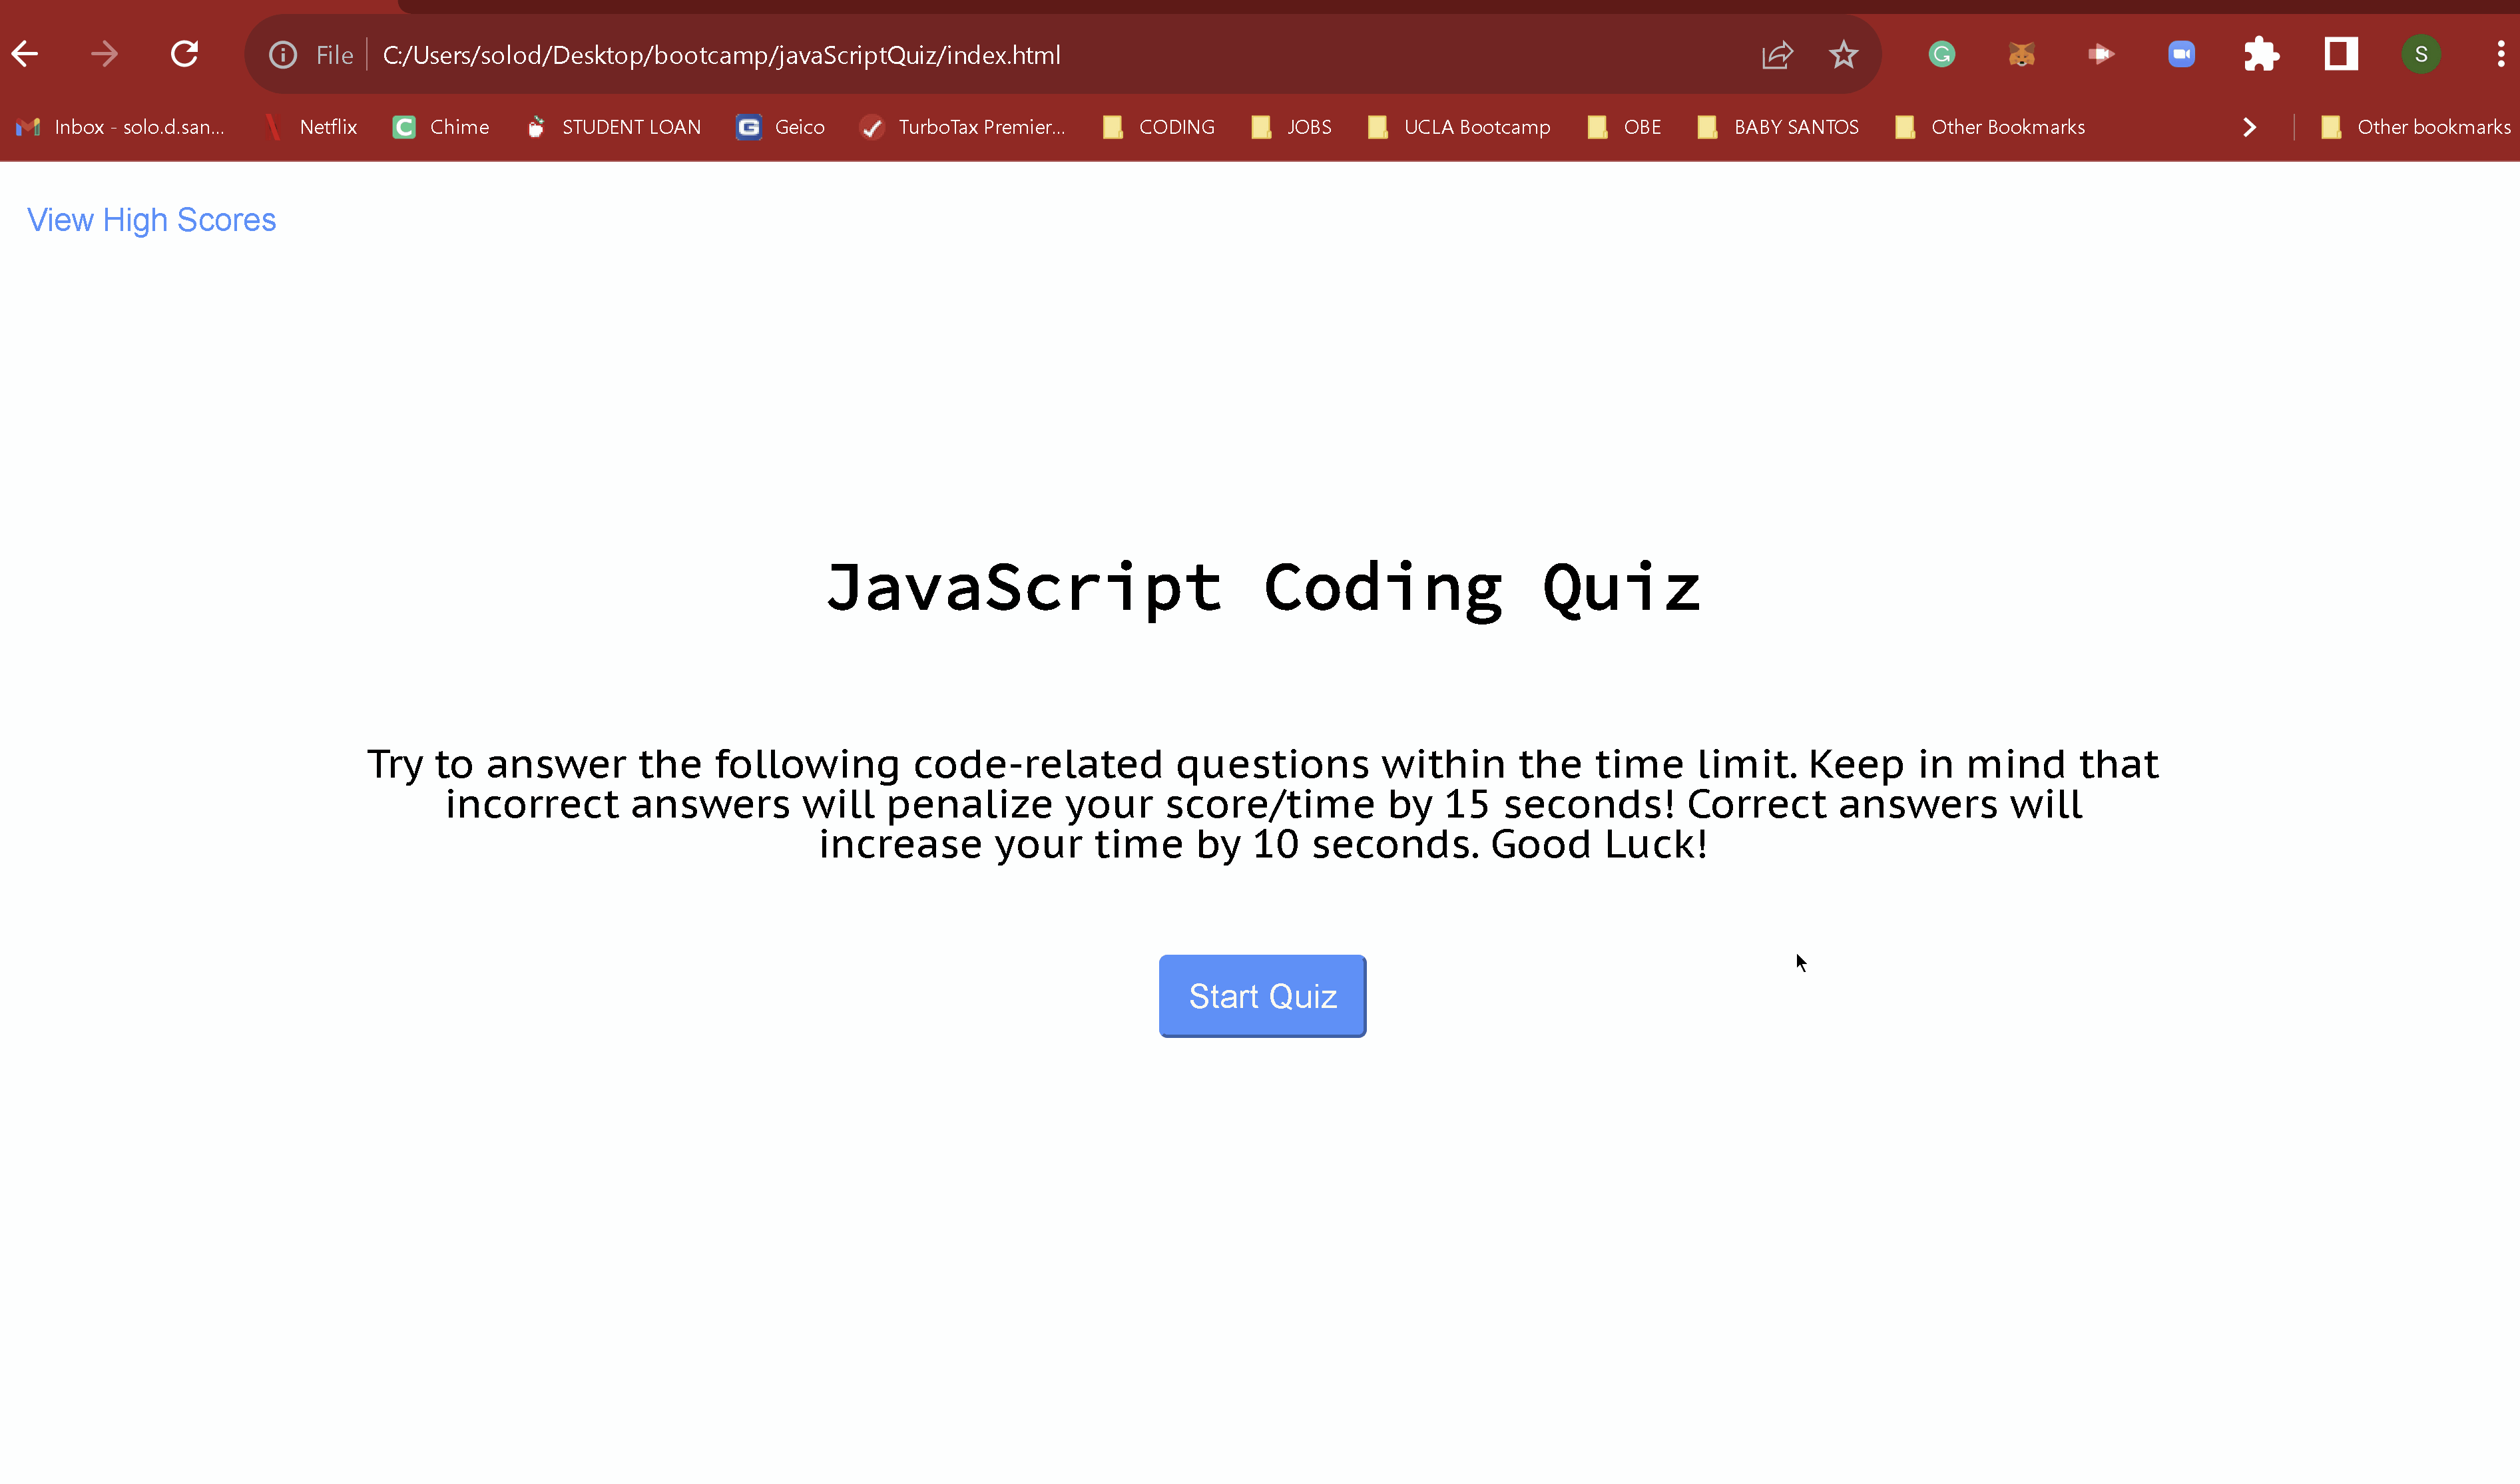 File C:/Users/solod/Desktop/bootcamp/javaScriptQuiz/index.html S
Inbox - solo.d.san... Netflix Chime STUDENT LOAN Geico TurboTax Premier... CODING JOBS UCLA Bootcamp OBE BABY SANTOS Other Bookmarks Other bookmarks
View High Scores
JavaScript Coding Quiz
Try to answer the following code-related questions within the time limit. Keep in mind that
incorrect answers will penalize your score/time by 15 seconds! Correct answers will
increase your time by 10 seconds. Good Luck!
Start Quiz